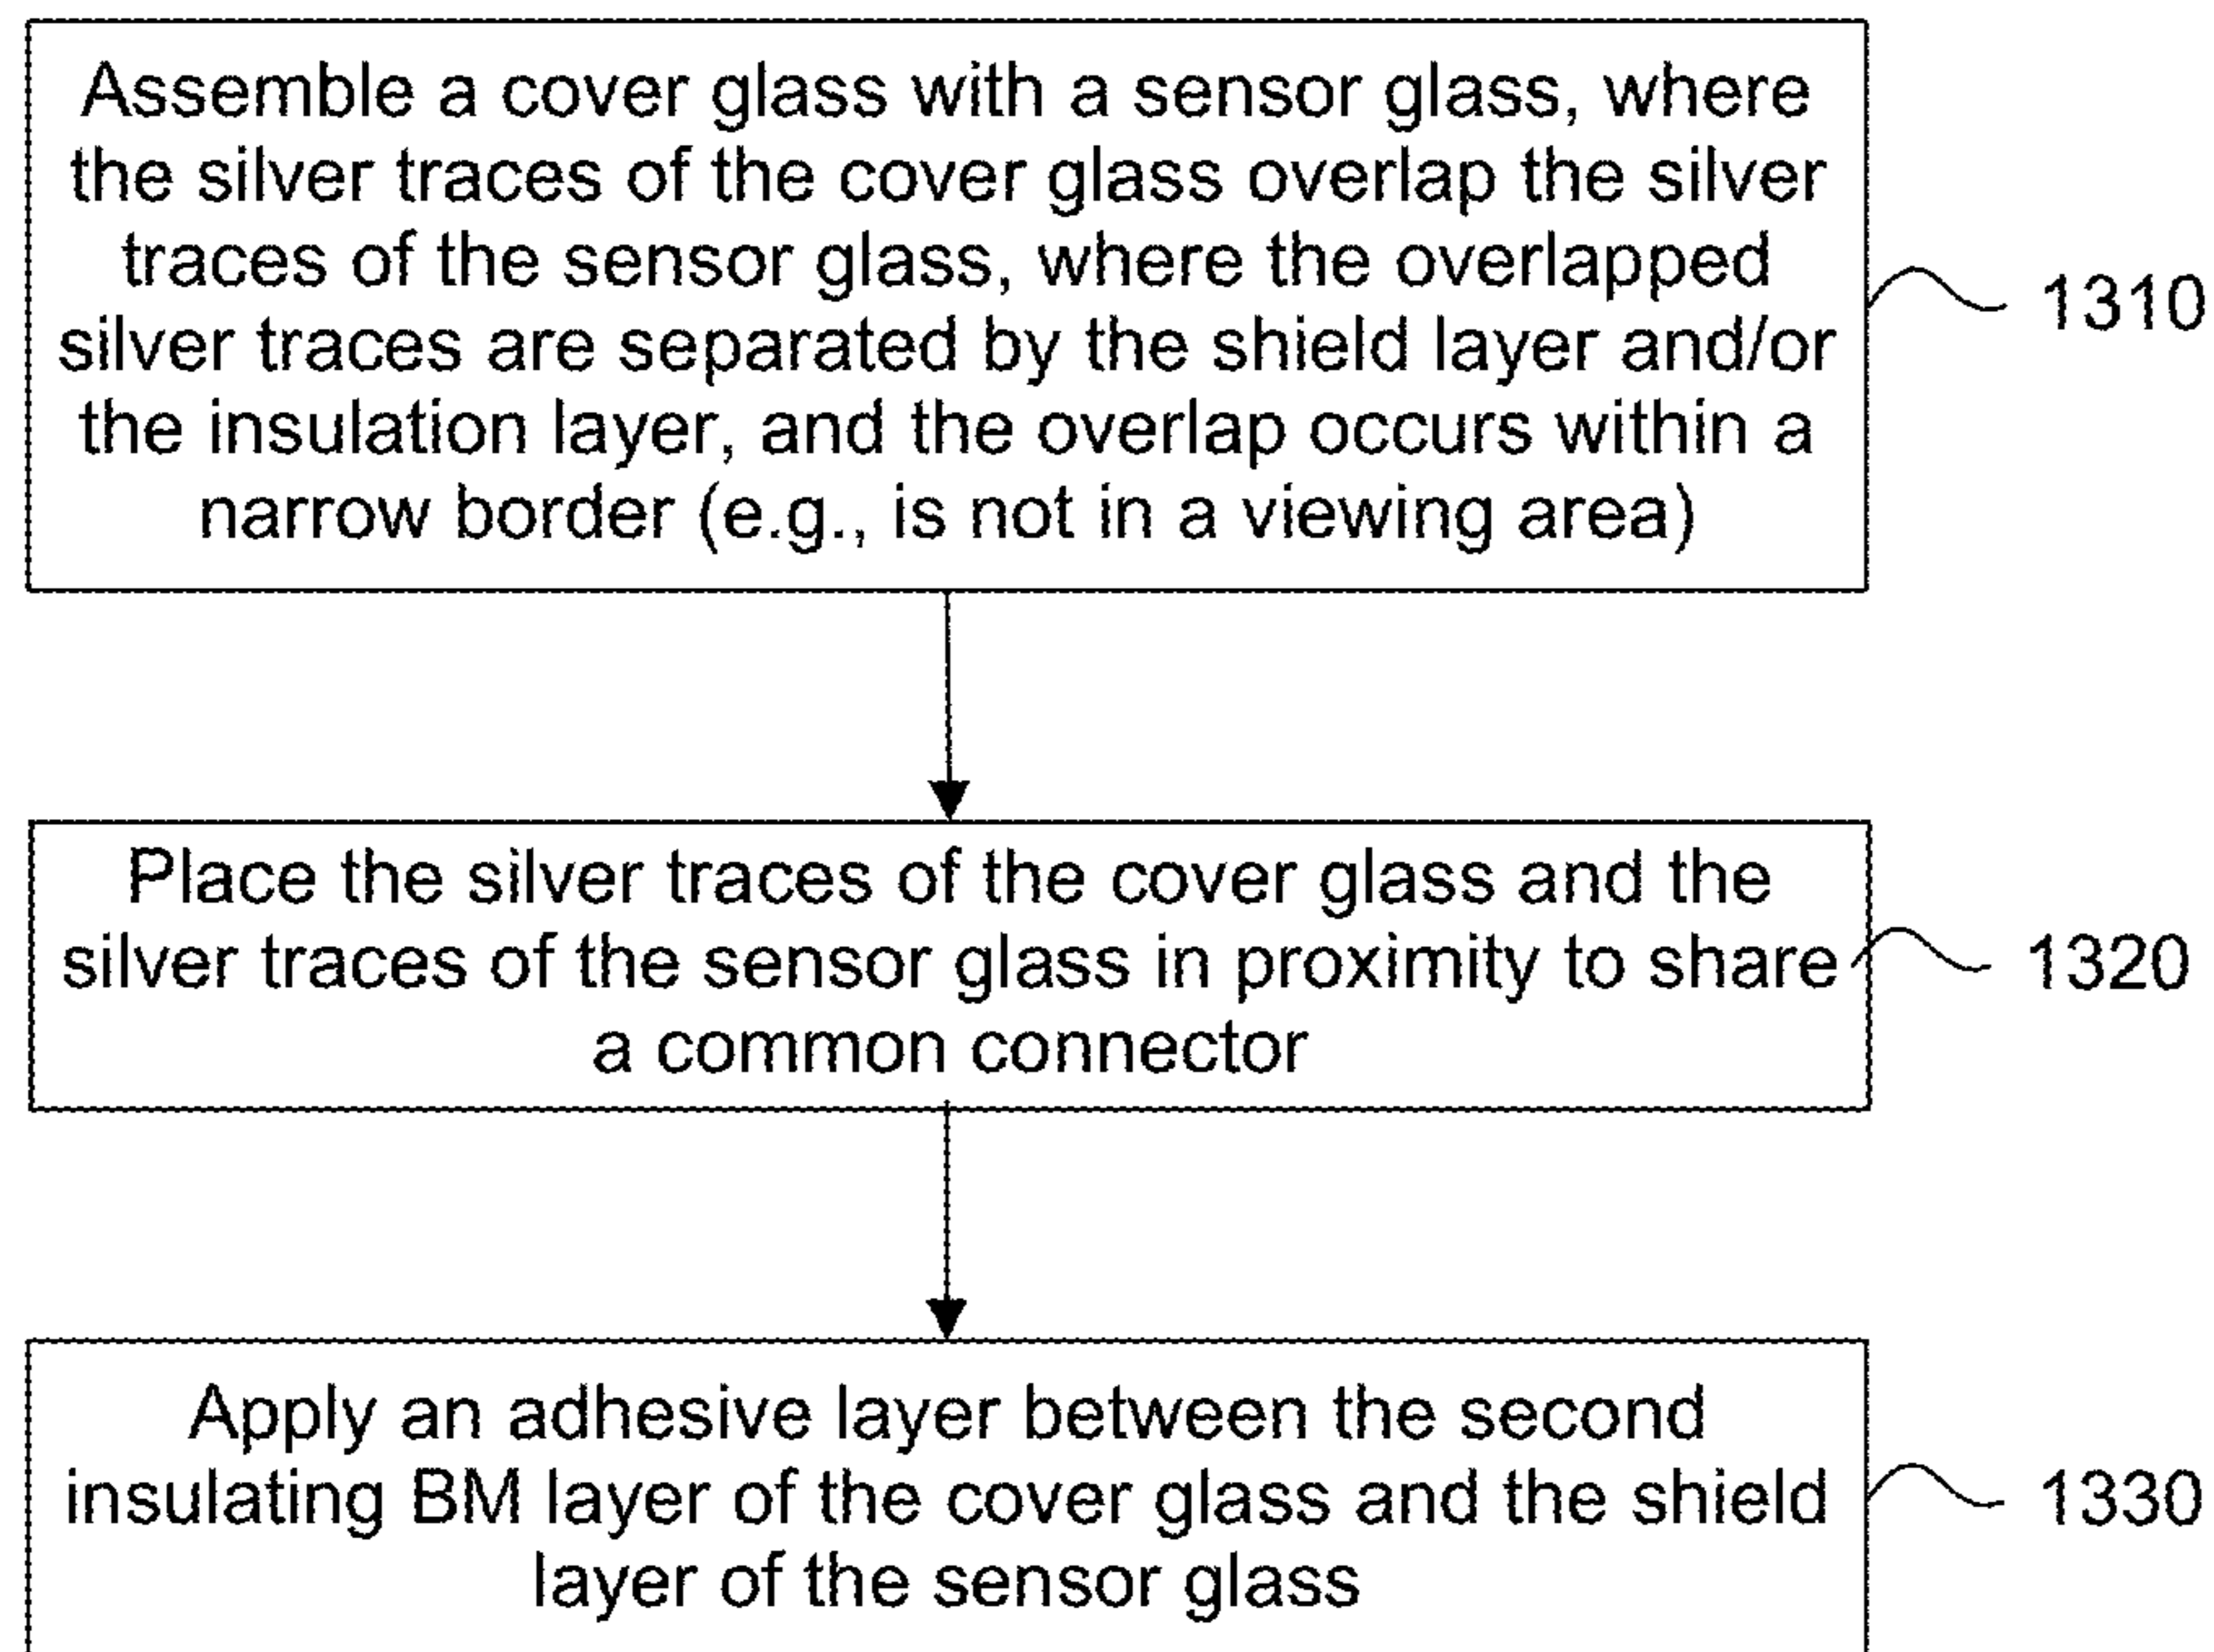 Assemble a cover glass with a sensor glass, where
the silver traces of the cover glass overlap the silver
traces of the sensor glass, where the overlapped
silver traces are separated by the shield layer and/or
the insulation layer, and the overlap occurs within a
narrow border (e.g., is not in a viewing area)
1310
Place the silver traces of the cover glass and the
silver traces of the sensor glass in proximity to share
a common connector
1320
Apply an adhesive layer between the second
insulating BM layer of the cover glass and the shield
layer of the sensor glass
1330